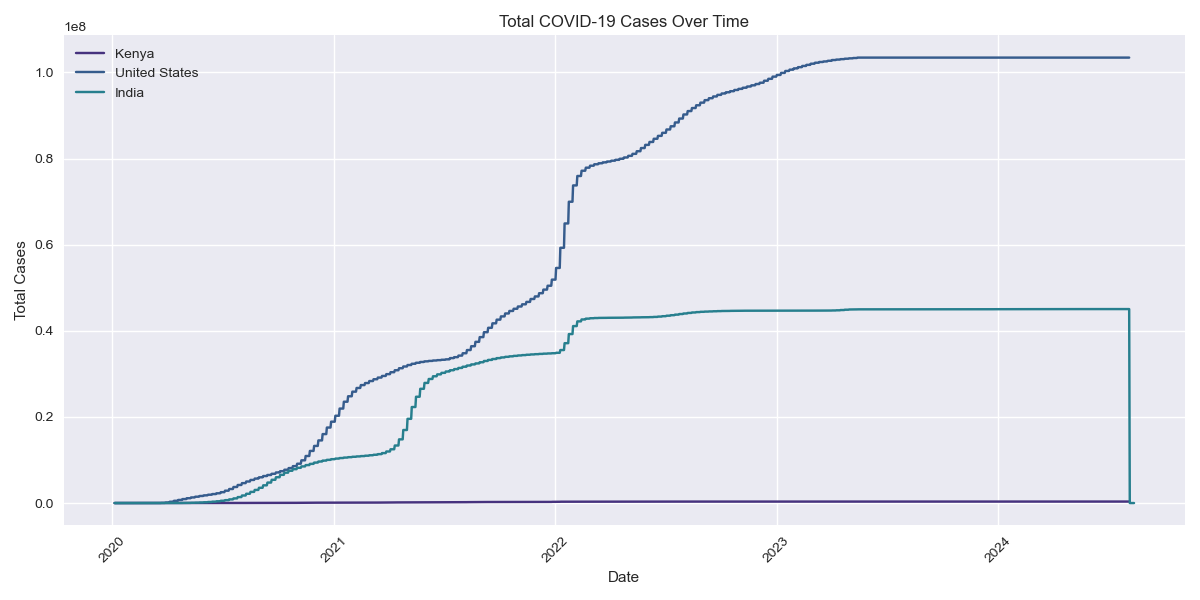 Total COVID-19 Cases Over Time
1e8
Kenya
United States
India
1.0
0.8
0.6
0.4
0.2
0.0
Total Cases
2020
2021
2022
2023
2024
Date